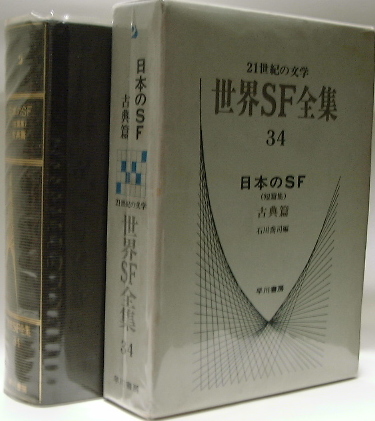 日本のSF
古典篇
21世紀の文学
世界SF全集
34
早川書房
21世紀の文学
世界SF全集
34
日本のSF
(短篇集)
古典篇
石川喬司編
早川書房